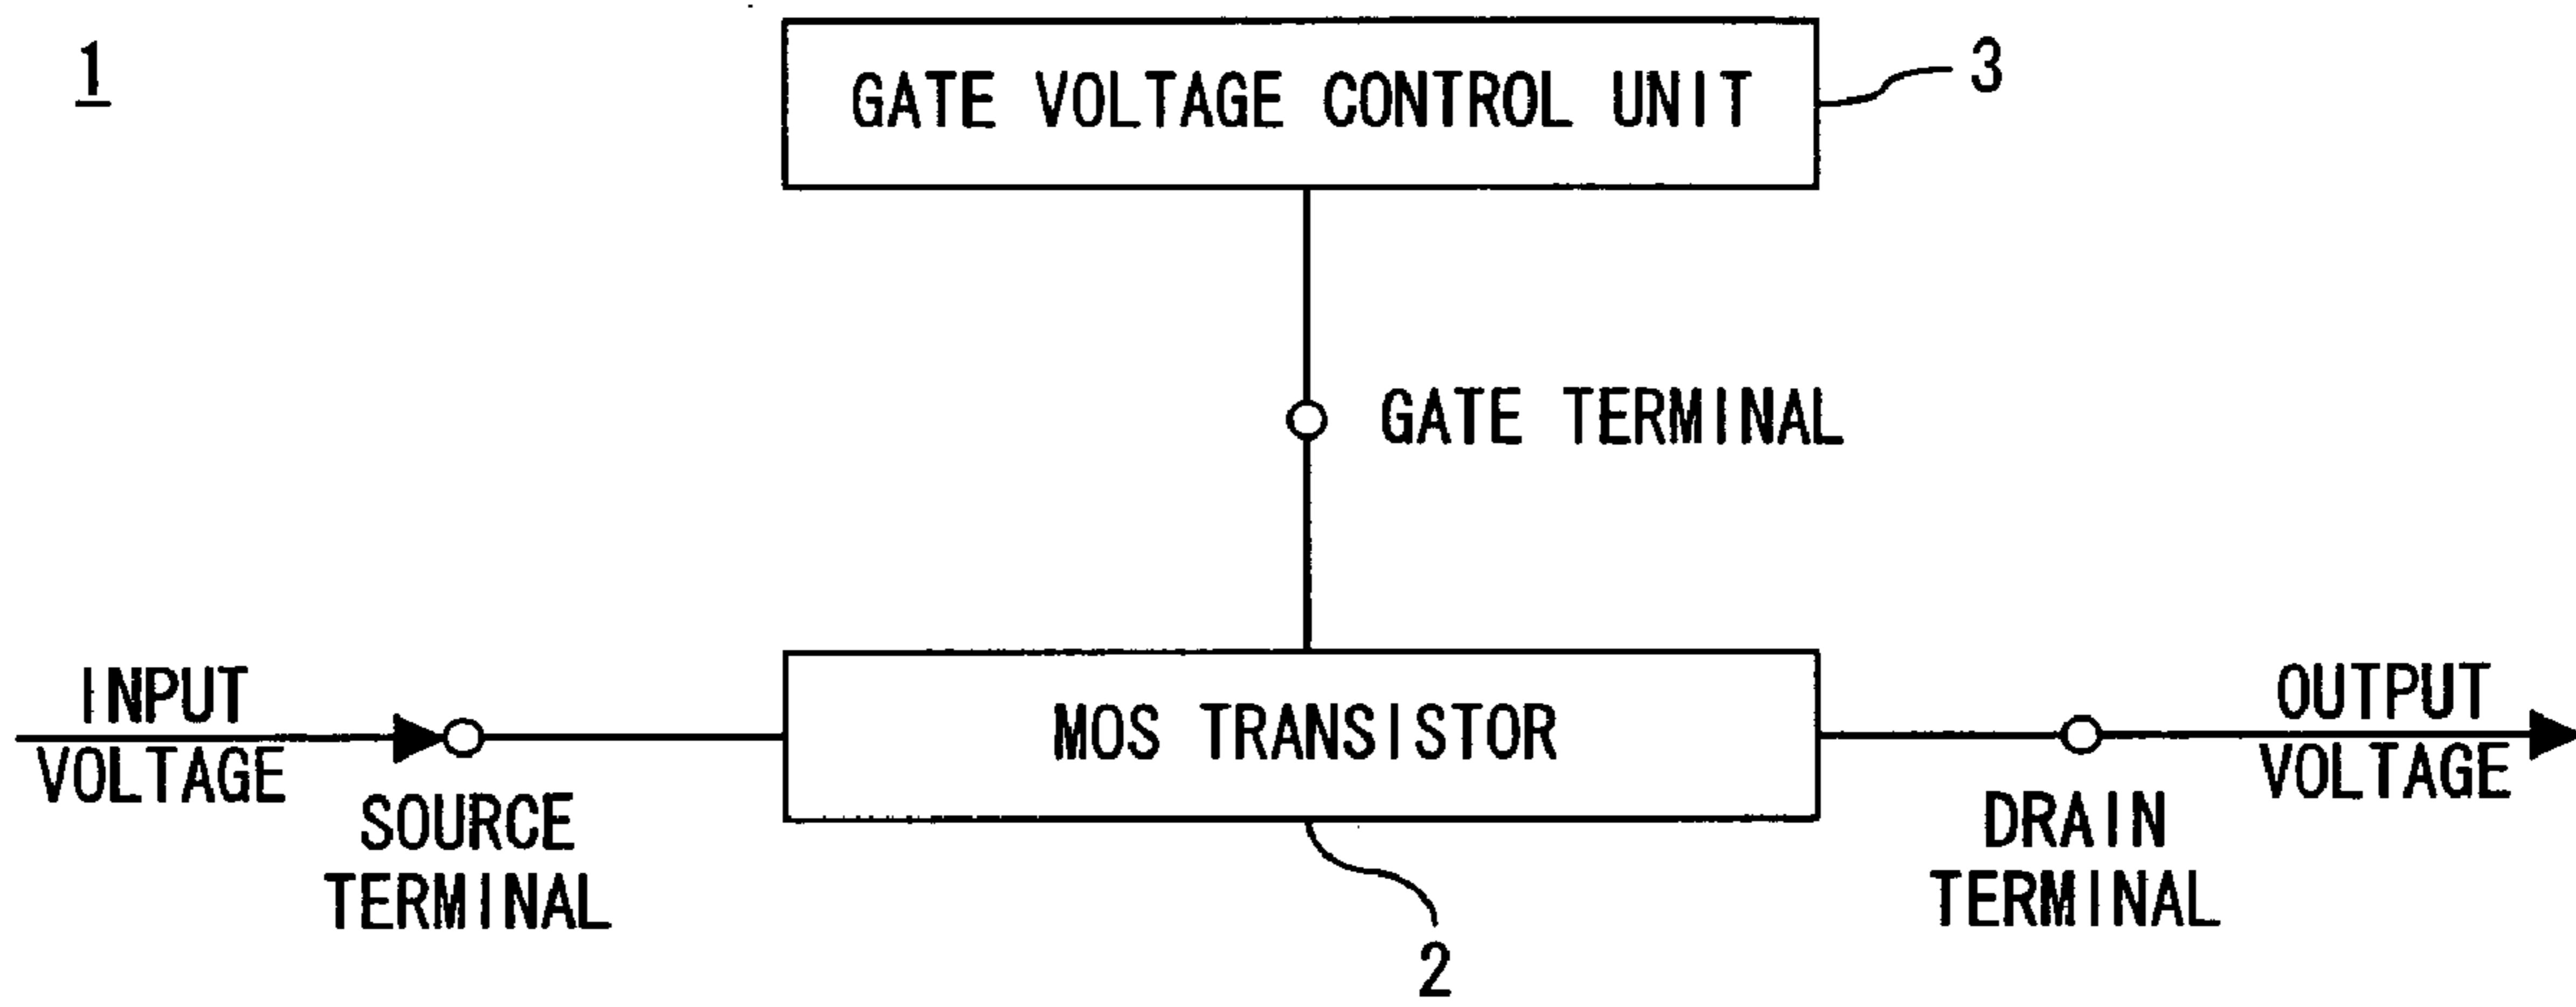 1
GATE VOLTAGE CONTROL UNIT
3
GATE TERMINAL
INPUT
VOLTAGE
SOURCE
TERMINAL
MOS TRANSISTOR
2
OUTPUT
VOLTAGE
DRAIN
TERMINAL